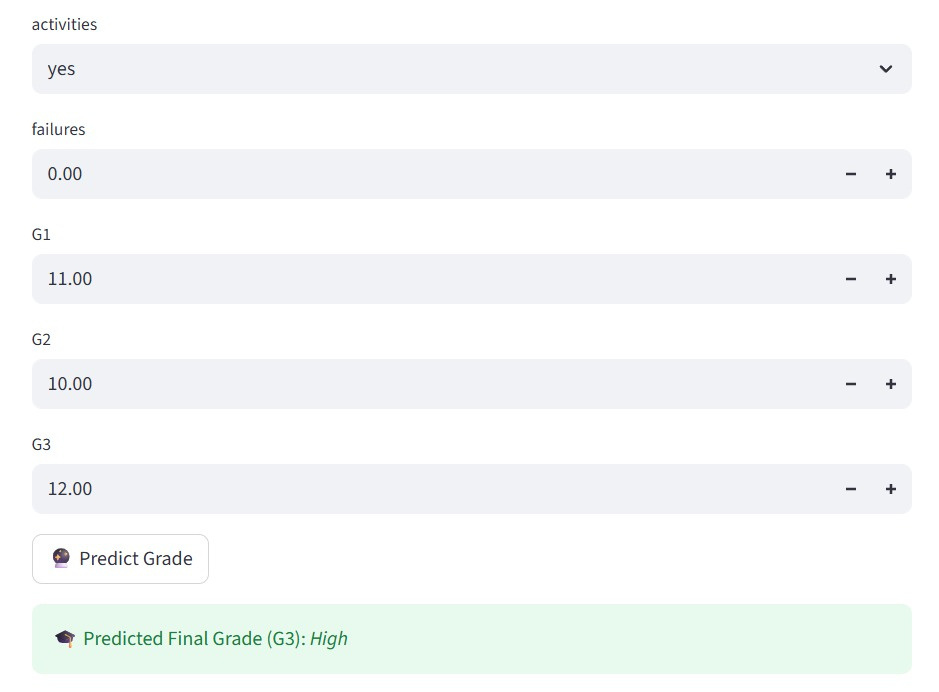 activities
yes
failures
0.00
G1
11.00
G2
10.00
G3
12.00
Predict Grade
Predicted Final Grade (G3): High